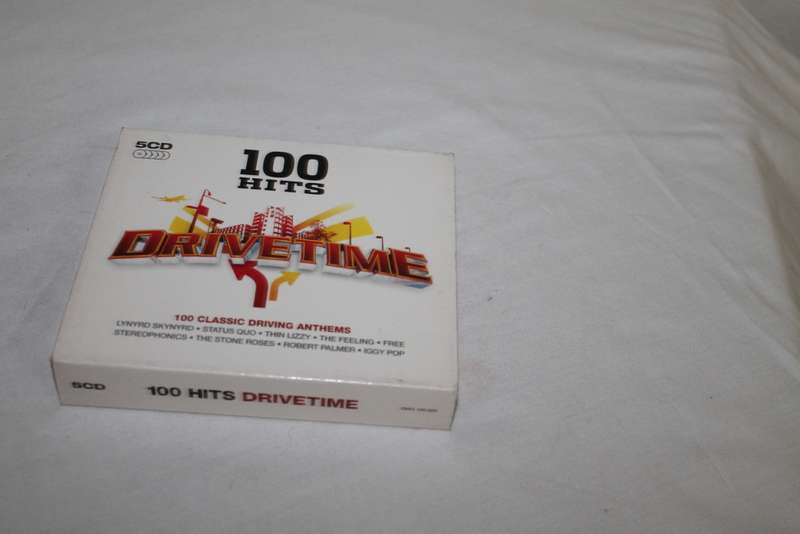 5CD
100
HITS
DRIVETIME
100 CLASSIC DRIVING ANTHEMS
LYNYRD SKYNYRD • STATUS QUO • THIN LIZZY • THE FEELING • FREE
STEREOPHONICS • THE STONE ROSES • ROBERT PALMER • IGGY POP
5CD 100 HITS DRIVETIME